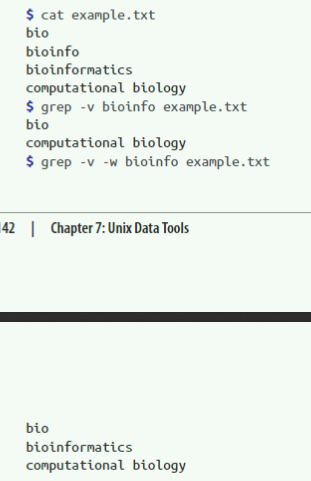 $ cat example.txt
bio
bioinfo
bioinformatics
computational biology
$ grep -v bioinfo example.txt
bio
computational biology
$ grep -v -w bioinfo example.txt
142 | Chapter 7: Unix Data Tools
bio
bioinformatics
computational biology